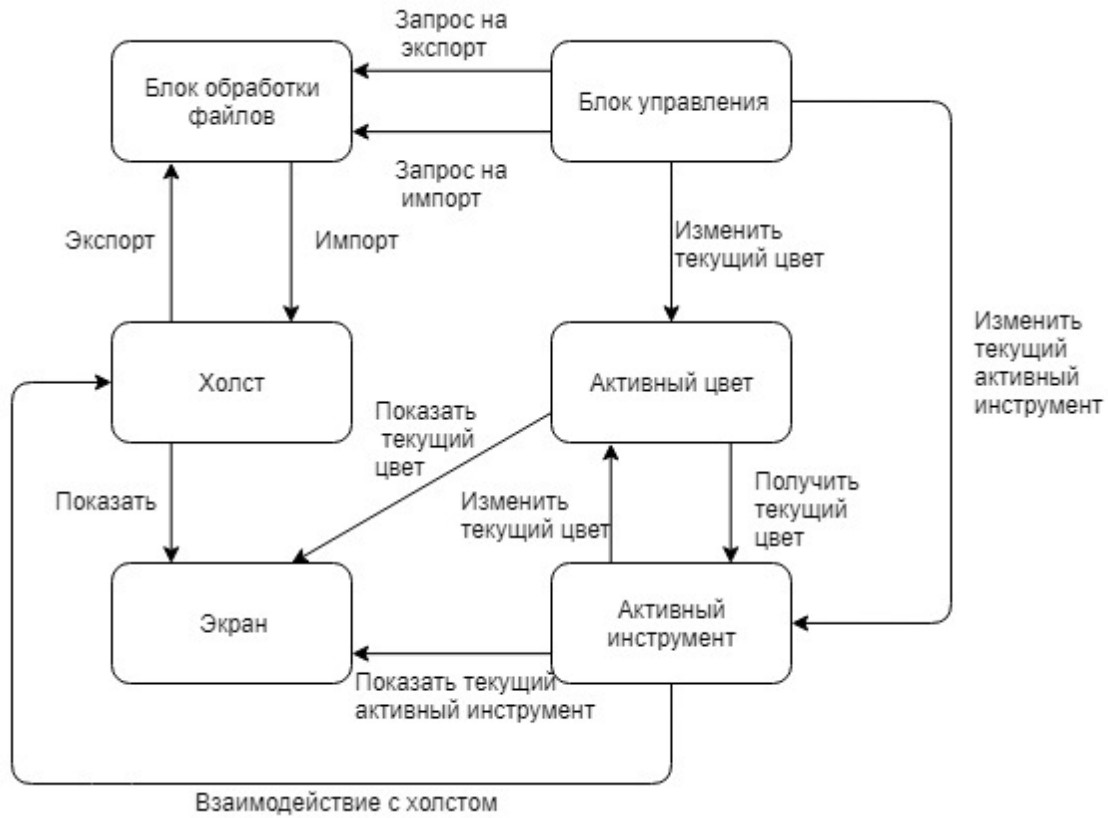 Запрос на
экспорт
Блок обработки
файлов
Блок управления
Запрос на
импорт
Экспорт
Импорт
Изменить
текущий цвет
Изменить
текущий
активный
инструмент
Холст
Активный цвет
Показать
текущий
цвет
Показать
Изменить
текущий цвет
Получить
текущий
цвет
Экран
Активный
инструмент
Показать текущий
активный инструмент
Взаимодействие с холстом